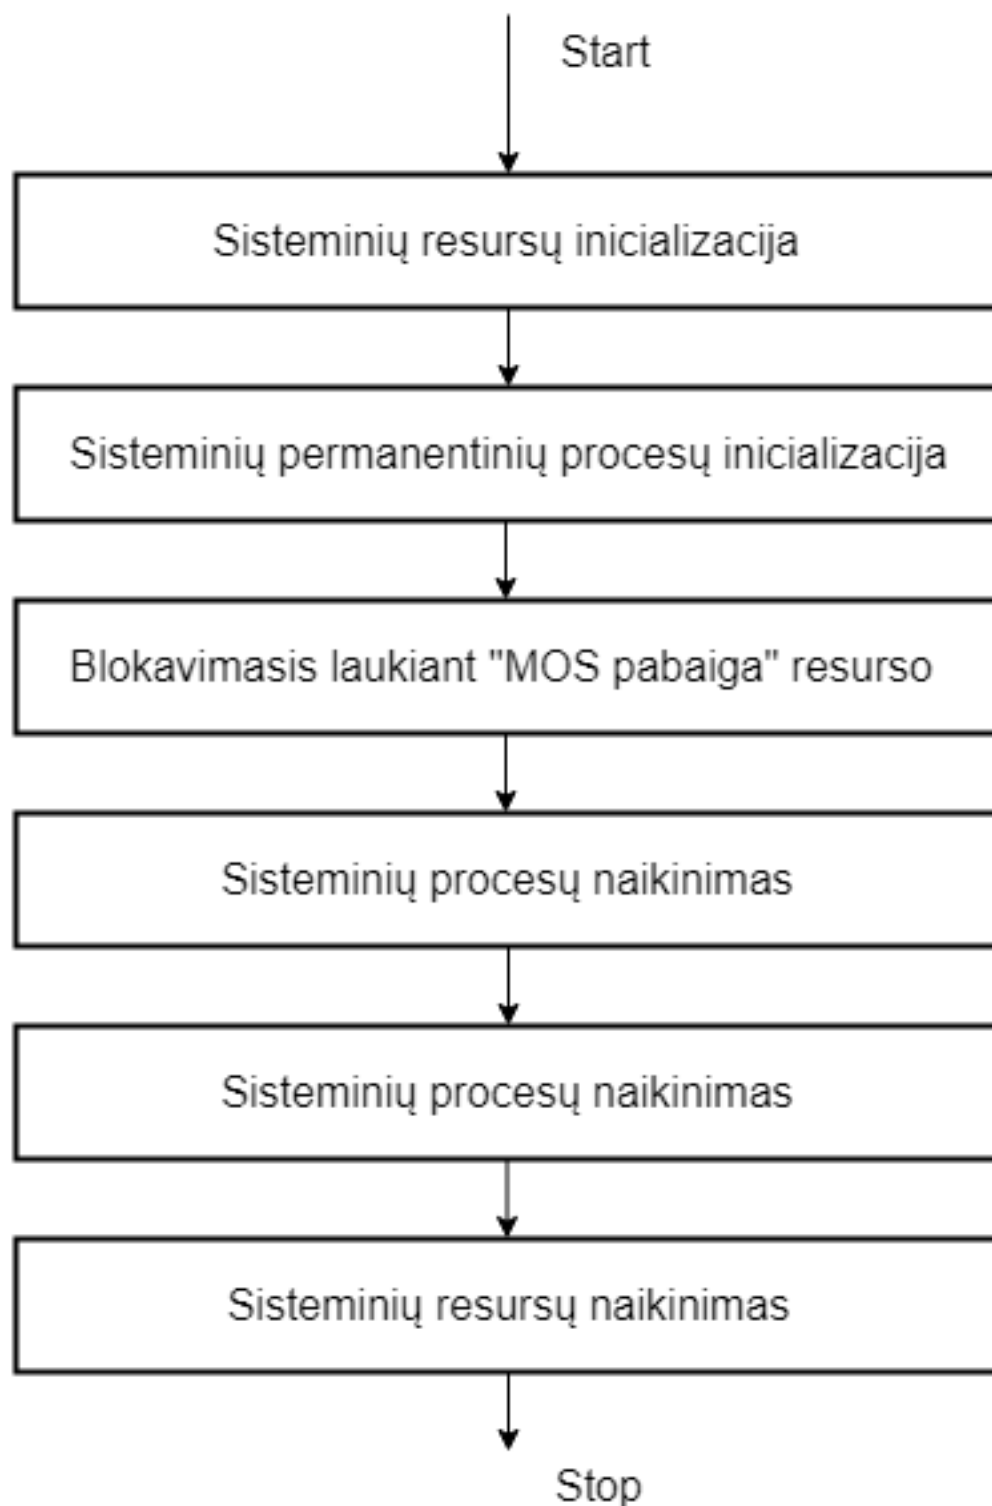 Start
Sisteminių resursų inicializacija
Sisteminių permanentinių procesų inicializacija
Blokavimasis laukiant "MOS pabaiga" resurso
Sisteminių procesų naikinimas
Sisteminių procesų naikinimas
Sisteminių resursų naikinimas
Stop